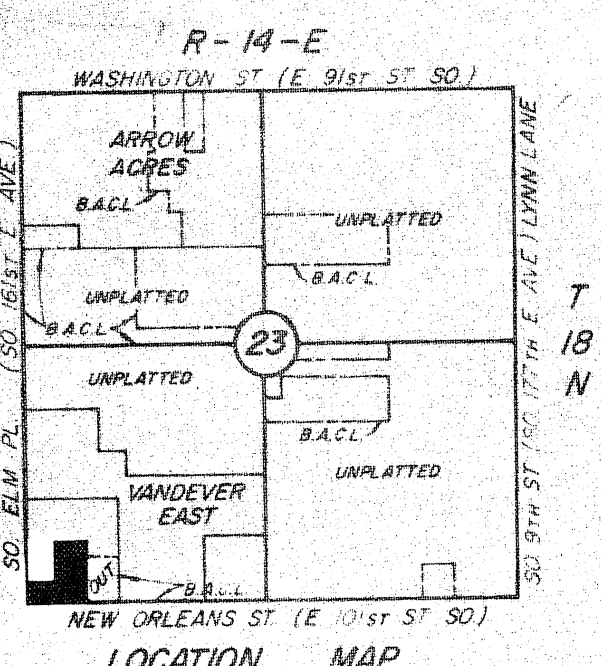 R-14-E
WASHINGTON ST (E 91ST ST SO.)
ARROW
ACRES
B.A.C.L.
UNPLATTED
B.A.C.L.
UNPLATTED
B.A.C.L.
SO. ELM PL. (SO. 161ST E. AVE.)
SO. 9TH ST (SO. 177TH E. AVE.) LYNN LANE
T
18
N
23
UNPLATTED
B.A.C.L.
UNPLATTED
VANDEVER
EAST
OUT
B.A.C.L.
NEW ORLEANS ST. (E 101ST ST SO.)
LOCATION MAP